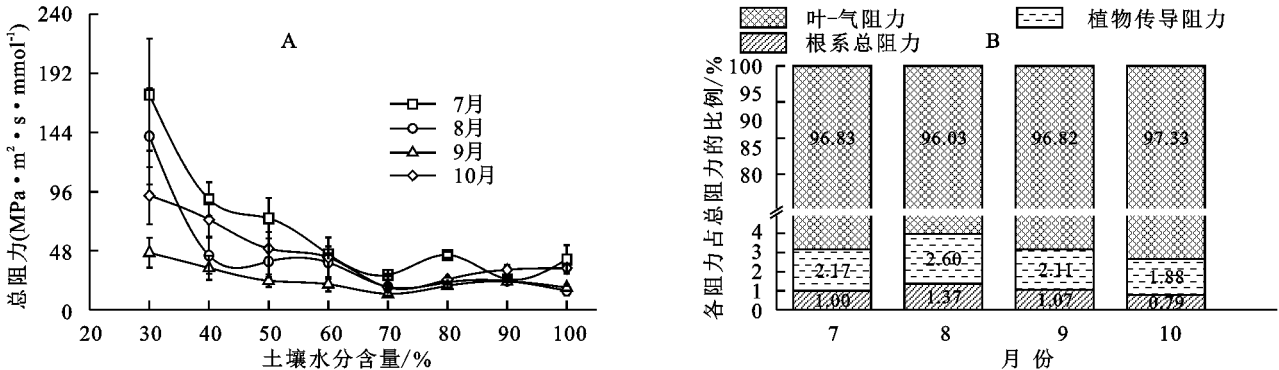 240
192
144
96
48
0
总阻力(MPa·m²·s·mmol⁻¹)
A
7月
8月
9月
10月
20 30 40 50 60 70 80 90 100
土壤水分含量/%
叶-气阻力 植物传导阻力
根系总阻力 B
各阻力占总阻力的比例/%
100
95
90
85
80
4
3
2
1
0
96.83 96.03 96.82 97.33
2.17 2.60 2.11 1.88
1.00 1.37 1.07 0.79
7 8 9 10
月 份